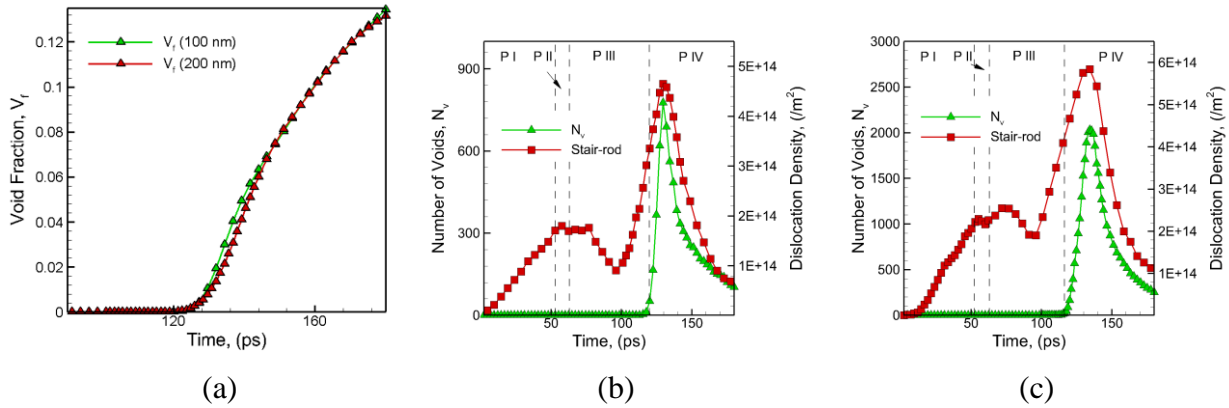 Void Fraction, V_f
0.12
0.1
0.08
0.06
0.04
0.02
0
V_f (100 nm)
V_f (200 nm)
120
160
Time, (ps)
(a)
Number of Voids, N_v
900
600
300
0
P I
P II
P III
P IV
N_v
Stair-rod
5E+14
4E+14
3E+14
2E+14
1E+14
Dislocation Density, (/m²)
50
100
150
Time, (ps)
(b)
Number of Voids, N_v
3000
2500
2000
1500
1000
500
0
P I
P II
P III
P IV
N_v
Stair-rod
6E+14
5E+14
4E+14
3E+14
2E+14
1E+14
Dislocation Density, (/m²)
50
100
150
Time, (ps)
(c)